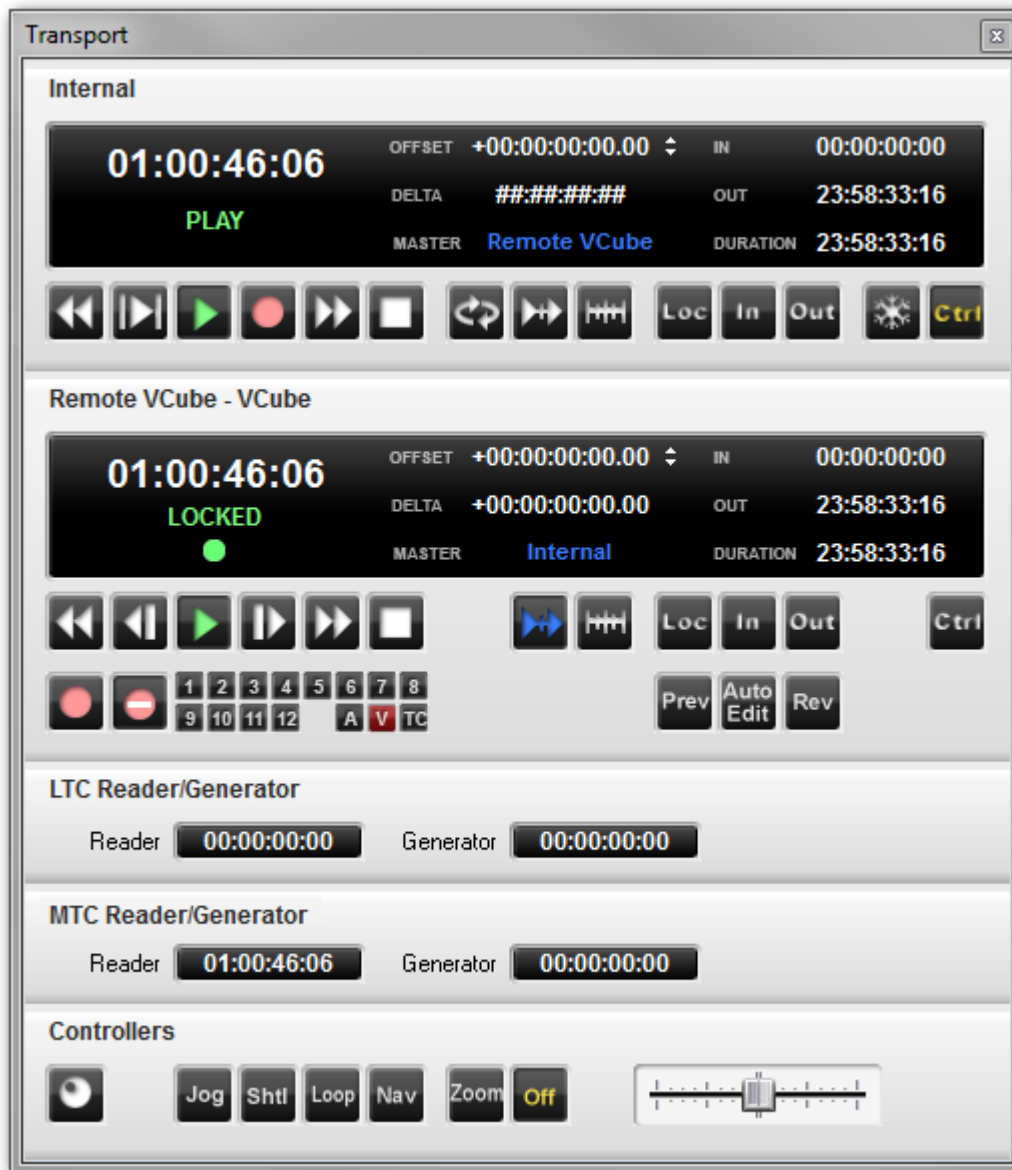 Transport
Internal
01:00:46:06 OFFSET +00:00:00:00.00 IN 00:00:00:00
PLAY DELTA ##:##:##:## OUT 23:58:33:16
MASTER Remote VCube DURATION 23:58:33:16
Loc In Out Ctrl
Remote VCube - VCube
01:00:46:06 OFFSET +00:00:00:00.00 IN 00:00:00:00
LOCKED DELTA +00:00:00:00.00 OUT 23:58:33:16
MASTER Internal DURATION 23:58:33:16
Loc In Out Ctrl
1 2 3 4 5 6 7 8 Prev Auto Edit Rev
9 10 11 12 A V TC
LTC Reader/Generator
Reader 00:00:00:00 Generator 00:00:00:00
MTC Reader/Generator
Reader 01:00:46:06 Generator 00:00:00:00
Controllers
Jog Shtl Loop Nav Zoom Off